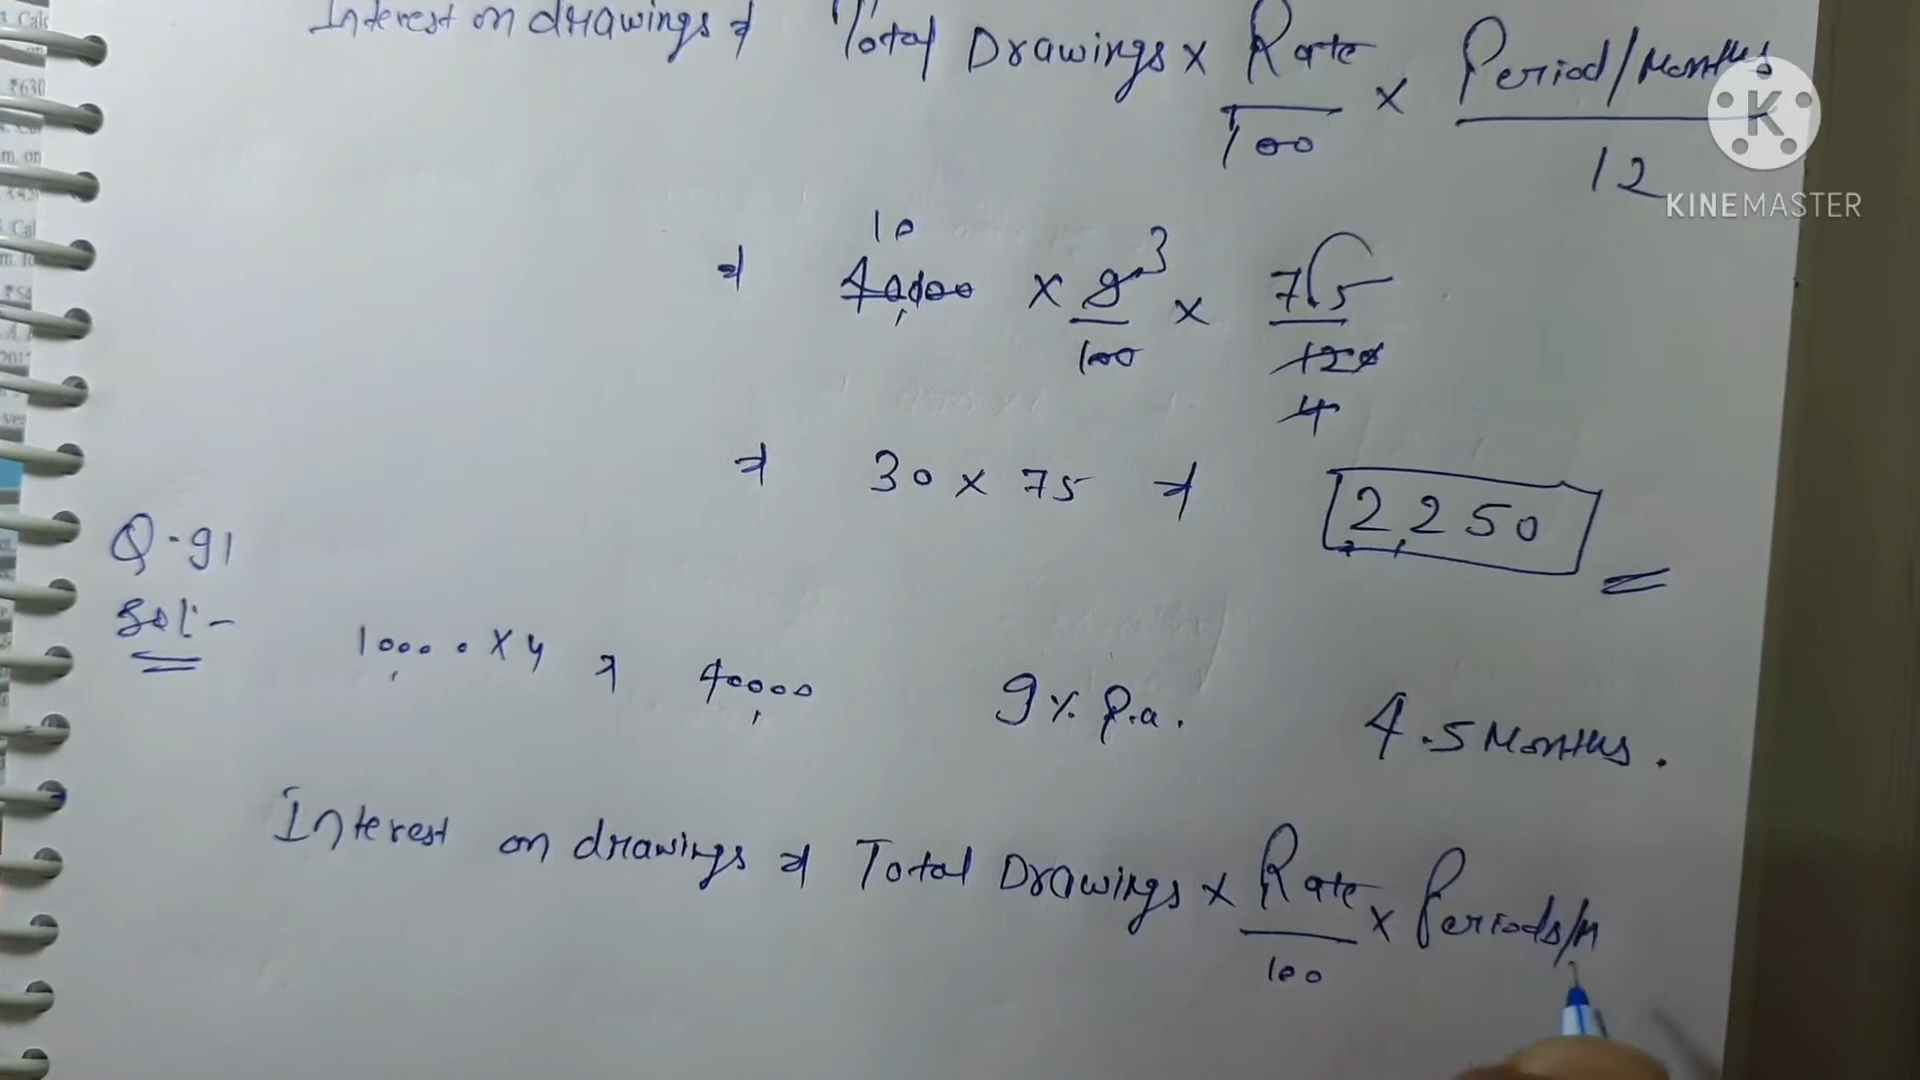 Interest on drawings ⇒ Total Drawings × Rate/100 × Period/Months/12
KINEMASTER
10
⇒ 40,000 × 9/100 3 × 7.5/120
4
⇒ 30 × 75 ⇒ 2,250
Q-91
Sol:-
10,000 × 4 ⇒ 40,000 9% P.a. 4.5 Months.
Interest on drawings ⇒ Total Drawings × Rate/100 × Periods/M